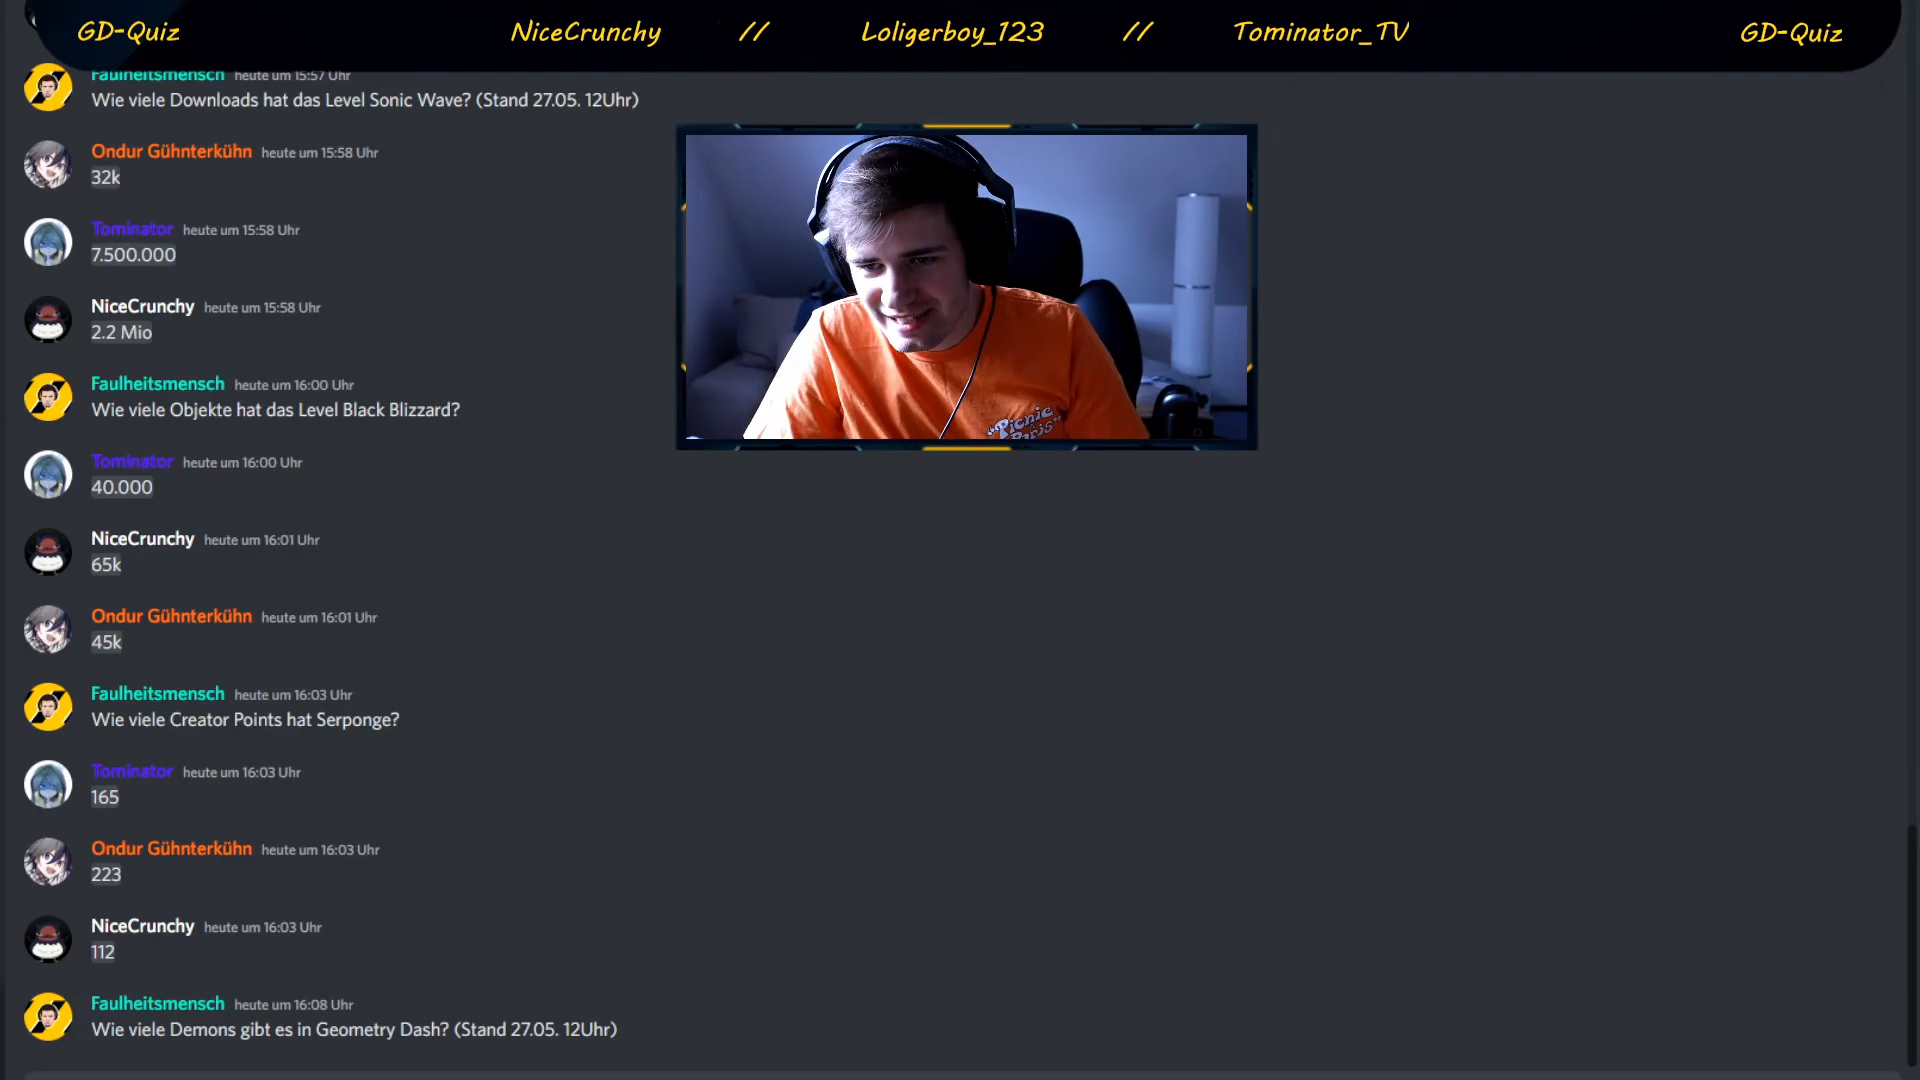 GD-Quiz NiceCrunchy // Loligerboy_123 // Tominator_TV GD-Quiz
Faulheitsmensch heute um 15:57 Uhr
Wie viele Downloads hat das Level Sonic Wave? (Stand 27.05. 12Uhr)
Ondur Gühnterkühn heute um 15:58 Uhr
32k
Tominator heute um 15:58 Uhr
7.500.000
NiceCrunchy heute um 15:58 Uhr
2.2 Mio
Faulheitsmensch heute um 16:00 Uhr
Wie viele Objekte hat das Level Black Blizzard?
Tominator heute um 16:00 Uhr
40.000
NiceCrunchy heute um 16:01 Uhr
65k
Ondur Gühnterkühn heute um 16:01 Uhr
45k
Faulheitsmensch heute um 16:03 Uhr
Wie viele Creator Points hat Serponge?
Tominator heute um 16:03 Uhr
165
Ondur Gühnterkühn heute um 16:03 Uhr
223
NiceCrunchy heute um 16:03 Uhr
112
Faulheitsmensch heute um 16:08 Uhr
Wie viele Demons gibt es in Geometry Dash? (Stand 27.05. 12Uhr)
"Picnic
Paris"